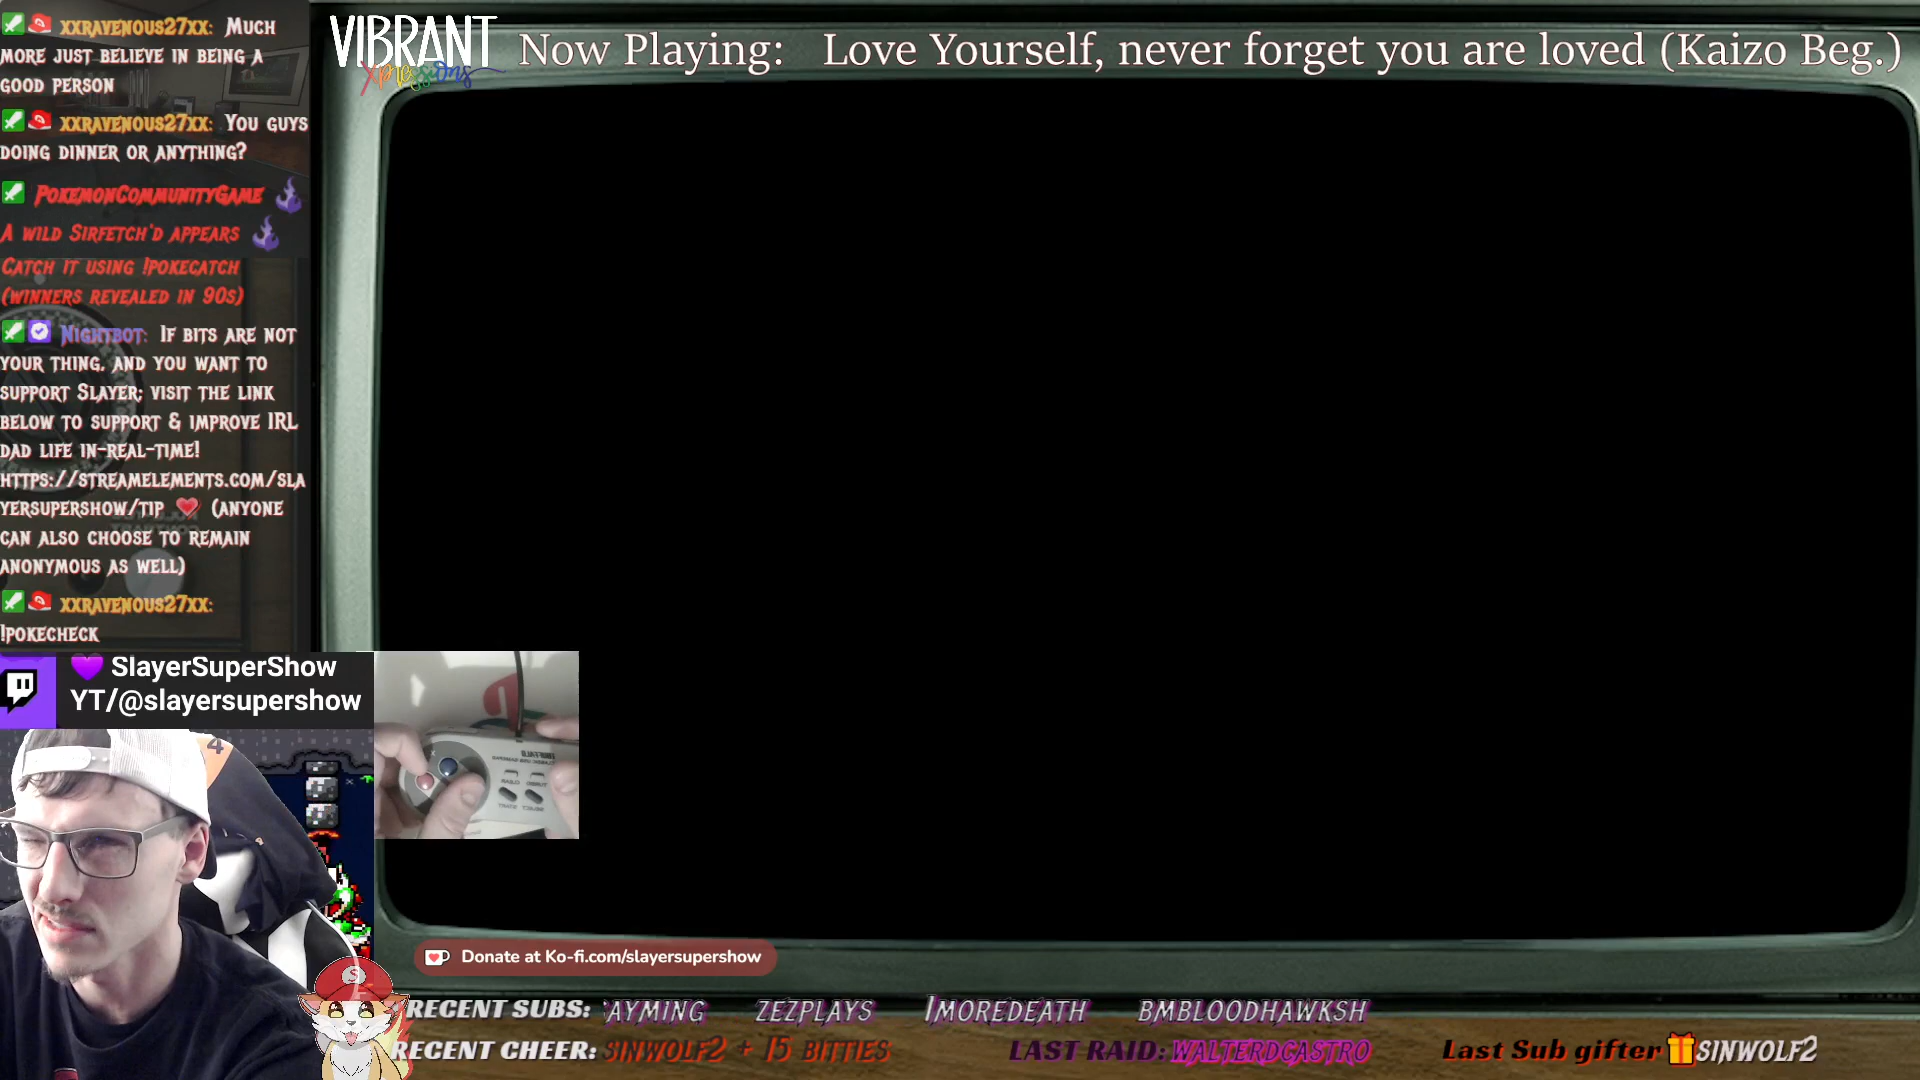 xxravenous27xx: Much
more just believe in being a
good person
xxravenous27xx: You guys
doing dinner or anything?
PokemonCommunityGame
A wild Sirfetch'd appears
Catch it using !pokecatch
(winners revealed in 90s)
Nightbot: If bits are not
your thing, and you want to
support Slayer; visit the link
below to support & improve IRL
dad life in-real-time!
https://streamelements.com/sla
yersupershow/tip (anyone
can also choose to remain
anonymous as well)
xxravenous27xx:
!pokecheck
VIBRANT
Xpressions
Now Playing: Love Yourself, never forget you are loved (Kaizo Beg.)
SlayerSuperShow
YT/@slayersupershow
4
Donate at Ko-fi.com/slayersupershow
Recent Subs: ayming zezplays 1moredeath bmbloodhawksh
Recent Cheer: sinwolf2 + 15 bitties
Last Raid: walterdcastro
Last Sub gifter sinwolf2